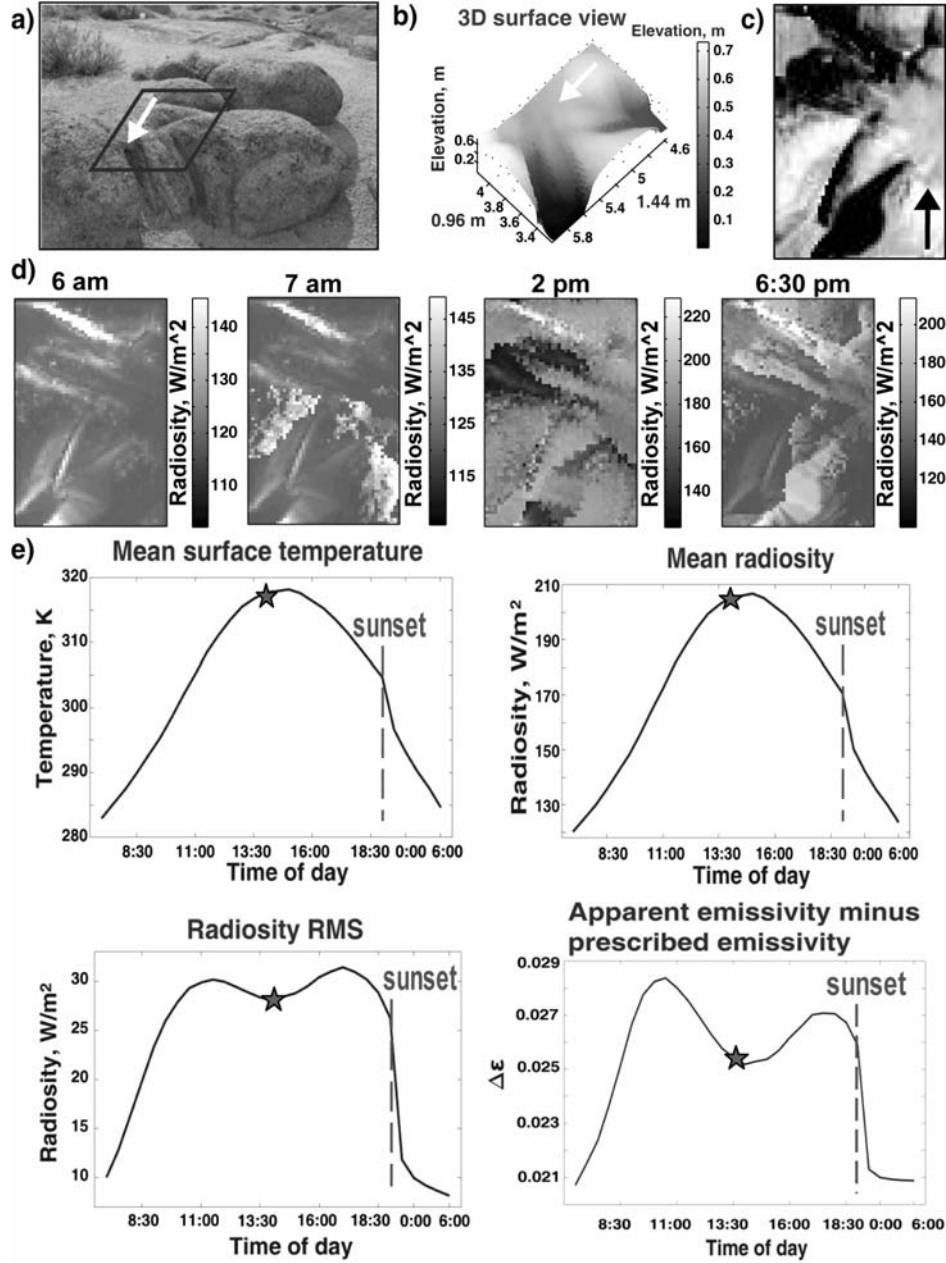 a)
b)
3D surface view
Elevation, m
Elevation, m
0.6
0.2
4
3.8
3.6
3.4
0.96 m
4.6
5
5.4
5.8
1.44 m
0.7
0.6
0.5
0.4
0.3
0.2
0.1
c)
d)
6 am
7 am
2 pm
6:30 pm
140
130
120
110
Radiosity, W/m^2
145
135
125
115
Radiosity, W/m^2
220
200
180
160
140
Radiosity, W/m^2
200
180
160
140
120
Radiosity, W/m^2
e)
Mean surface temperature
320
310
300
290
280
Temperature, K
sunset
8:30 11:00 13:30 16:00 18:30 0:00 6:00
Time of day
Mean radiosity
210
190
170
150
130
Radiosity, W/m²
sunset
8:30 11:00 13:30 16:00 18:30 0:00 6:00
Time of day
Radiosity RMS
30
25
20
15
10
Radiosity, W/m²
sunset
8:30 11:00 13:30 16:00 18:30 0:00 6:00
Time of day
Apparent emissivity minus
prescribed emissivity
0.029
0.027
0.025
0.023
0.021
Δε
sunset
8:30 11:00 13:30 16:00 18:30 0:00 6:00
Time of day